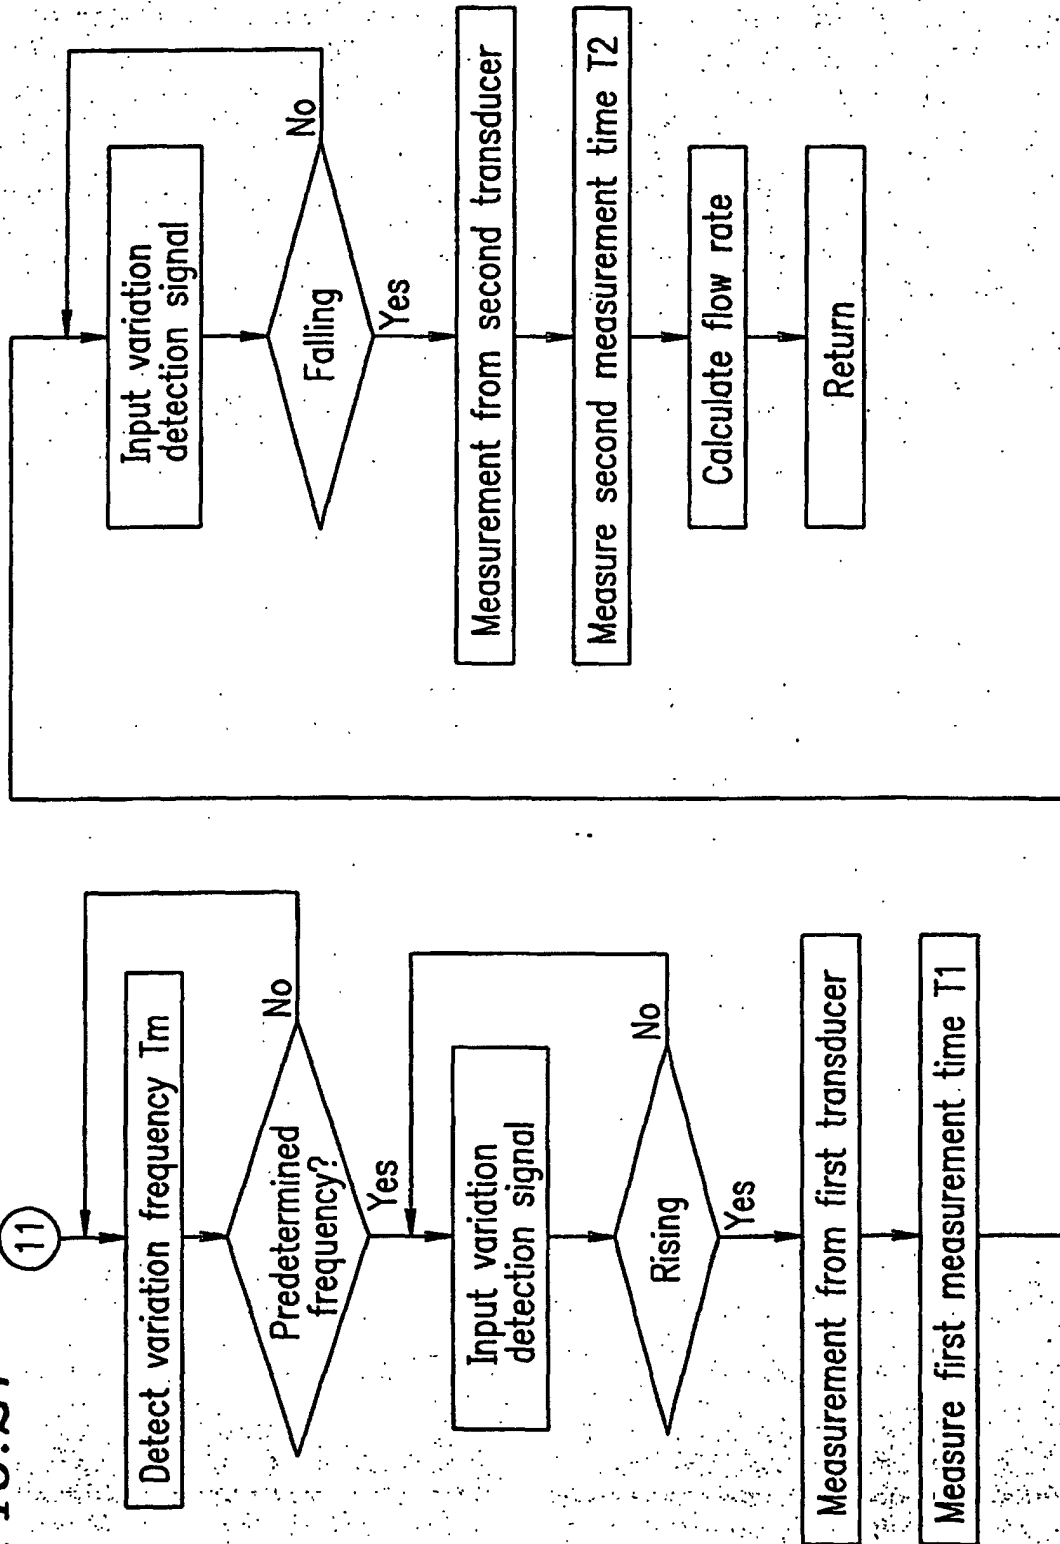 11
Detect variation frequency Tm
Predetermined
frequency?
No
Yes
Input variation
detection signal
Rising
No
Yes
Measurement from first transducer
Measure first measurement time T1
Input variation
detection signal
Falling
No
Yes
Measurement from second transducer
Measure second measurement time T2
Calculate flow rate
Return